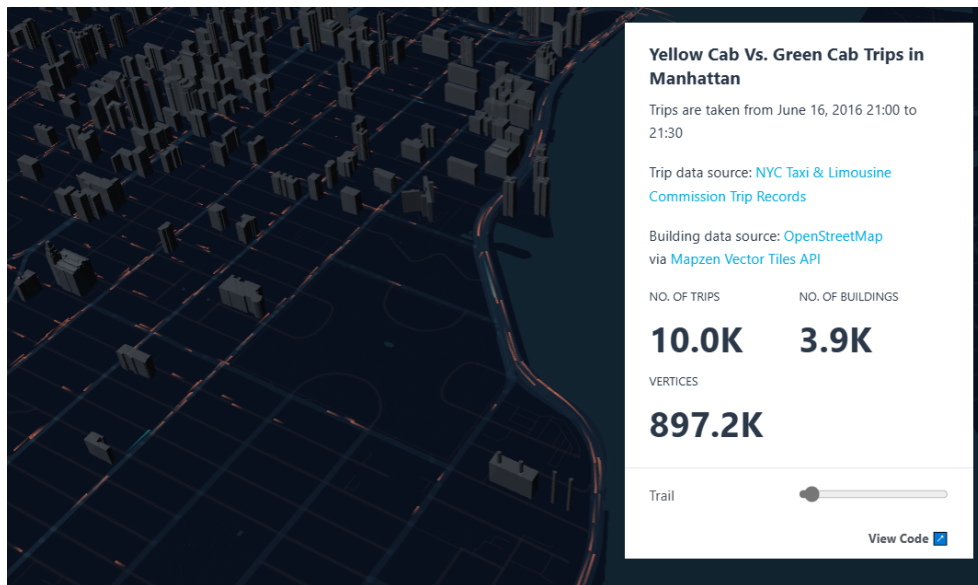 Yellow Cab Vs. Green Cab Trips in
Manhattan
Trips are taken from June 16, 2016 21:00 to
21:30
Trip data source: NYC Taxi & Limousine
Commission Trip Records
Building data source: OpenStreetMap
via Mapzen Vector Tiles API
NO. OF TRIPS
10.0K
NO. OF BUILDINGS
3.9K
VERTICES
897.2K
Trail
View Code ↗